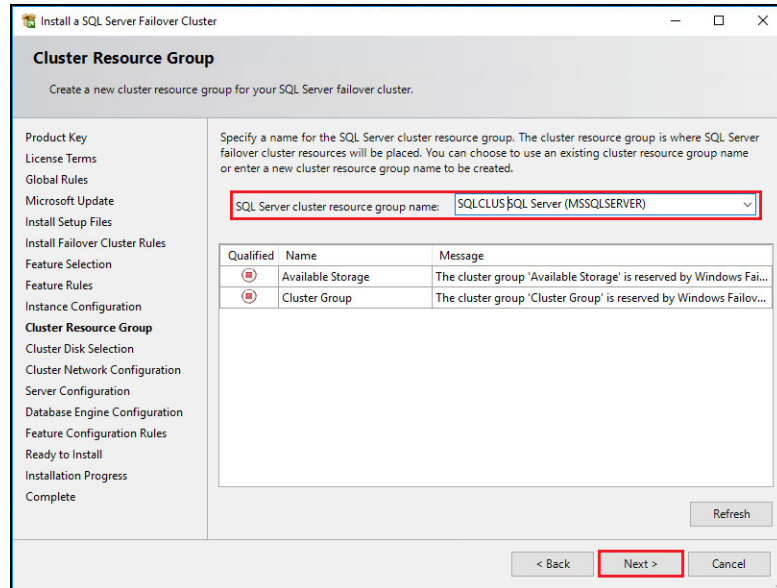 Install a SQL Server Failover Cluster
Cluster Resource Group
Create a new cluster resource group for your SQL Server failover cluster.
Product Key
License Terms
Global Rules
Microsoft Update
Install Setup Files
Install Failover Cluster Rules
Feature Selection
Feature Rules
Instance Configuration
Cluster Resource Group
Cluster Disk Selection
Cluster Network Configuration
Server Configuration
Database Engine Configuration
Feature Configuration Rules
Ready to Install
Installation Progress
Complete
Specify a name for the SQL Server cluster resource group. The cluster resource group is where SQL Server
failover cluster resources will be placed. You can choose to use an existing cluster resource group name
or enter a new cluster resource group name to be created.
SQL Server cluster resource group name: SQLCLUS SQL Server (MSSQLSERVER)
Qualified Name Message
Available Storage The cluster group 'Available Storage' is reserved by Windows Fai...
Cluster Group The cluster group 'Cluster Group' is reserved by Windows Failov...
Refresh
< Back Next > Cancel